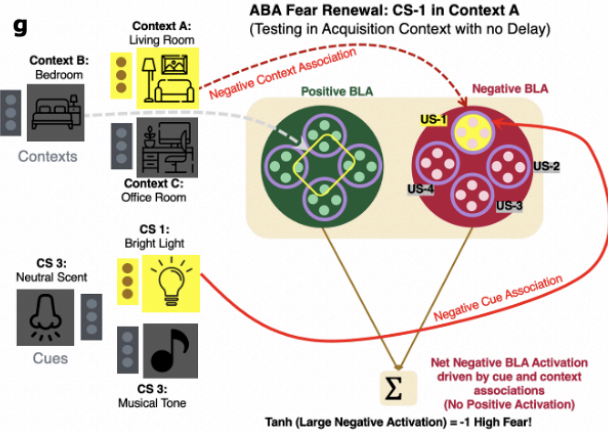 g
ABA Fear Renewal: CS-1 in Context A
(Testing in Acquisition Context with no Delay)
Context A:
Living Room
Context B:
Bedroom
Contexts
Context C:
Office Room
Negative Context Association
Positive BLA
Negative BLA
US-1
US-2
US-4
US-3
CS 1:
Bright Light
CS 3:
Neutral Scent
Cues
CS 3:
Musical Tone
Negative Cue Association
Σ
Net Negative BLA Activation
driven by cue and context
associations
(No Positive Activation)
Tanh (Large Negative Activation) = -1 High Fear!